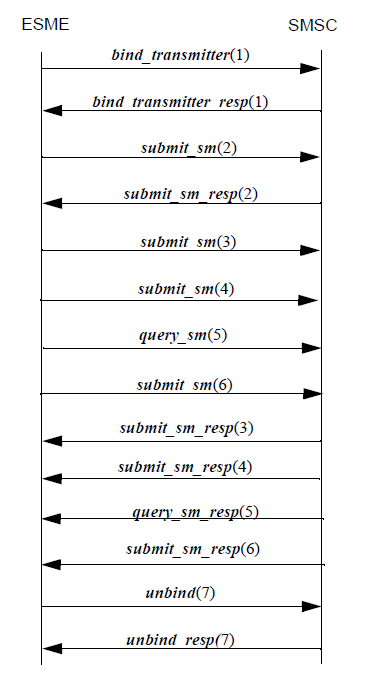 ESME SMSC
bind_transmitter(1)
bind_transmitter_resp(1)
submit_sm(2)
submit_sm_resp(2)
submit_sm(3)
submit_sm(4)
query_sm(5)
submit_sm(6)
submit_sm_resp(3)
submit_sm_resp(4)
query_sm_resp(5)
submit_sm_resp(6)
unbind(7)
unbind_resp(7)